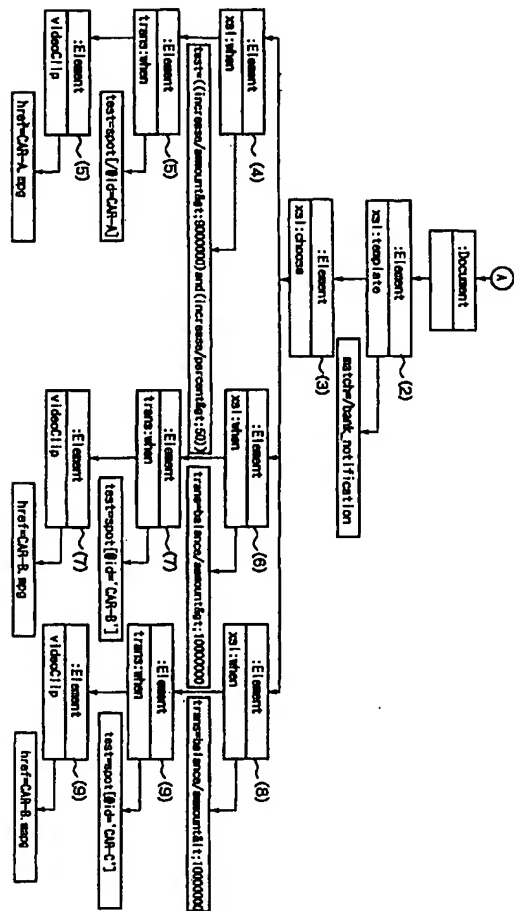 A
:Document
:Element
xsl:template
(2)
match=/bank_notification
:Element
xsl:choose
(3)
:Element
xsl:when
(4)
test=((increase/amount&gt;:9000000)and(increase/percent&gt;:50))
:Element
trans:when
(5)
test=spot[/@id=CAR-A]
:Element
videoClip
(5)
href=CAR-A.mpg
:Element
xsl:when
(6)
trans=balance/amount&gt;:10000000
:Element
trans:when
(7)
test=spot[@id='CAR-B']
:Element
videoClip
(7)
href=CAR-B.mpg
:Element
xsl:when
(8)
trans=balance/amount&lt;:10000000
:Element
trans:when
(9)
test=spot[@id='CAR-C']
:Element
videoClip
(9)
href=CAR-B.mapg